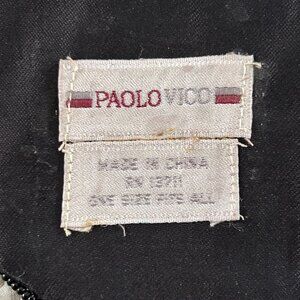 PAOLO VICO
MADE IN CHINA
RN 13711
ONE SIZE FITS ALL